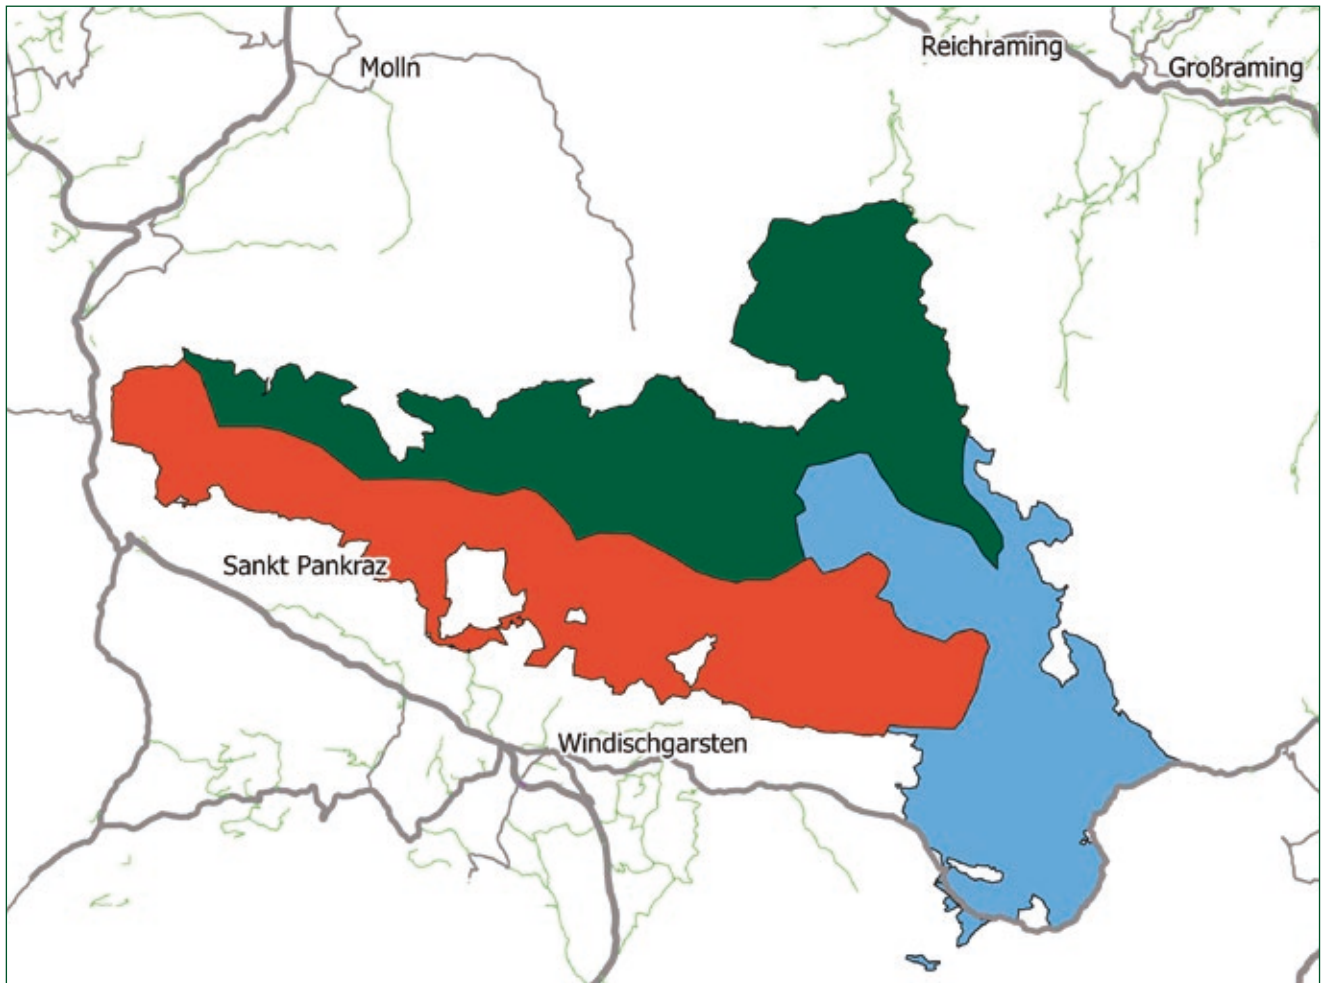 Reichraming
Molln
Großraming
Sankt Pankraz
Windischgarsten